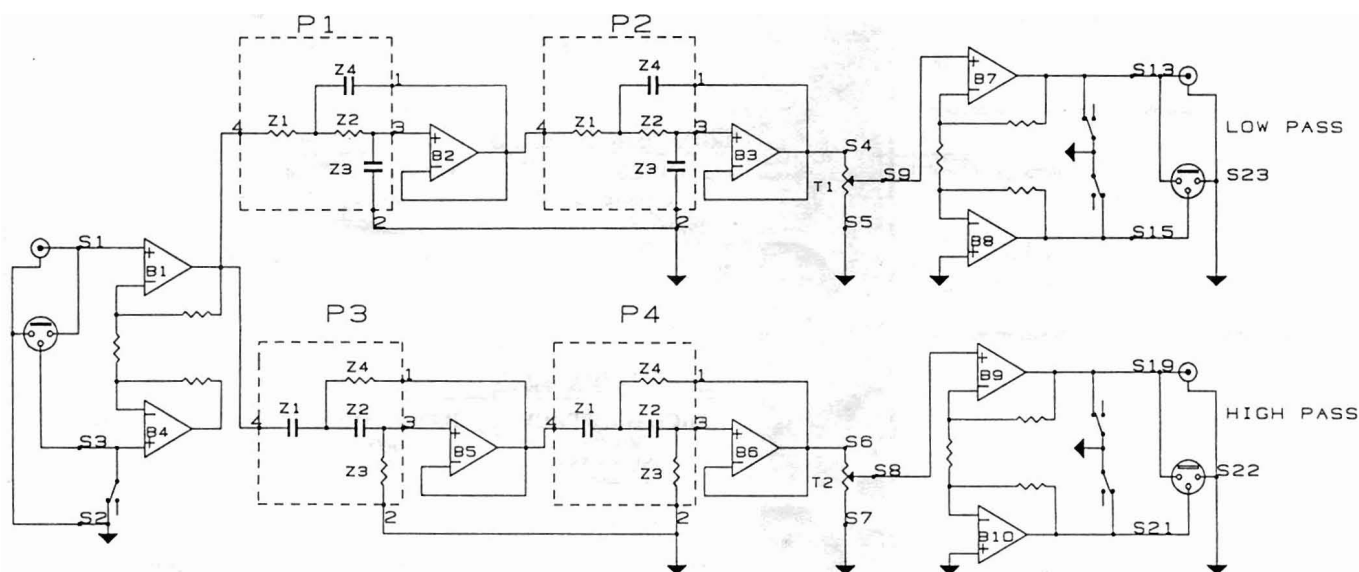 P1 P2
Z4 1 Z4 1
Z1 Z2 Z1 Z2
4 3 4 3
+ - B2 + - B3
Z3 Z3
2 2
S4
T1 S9
S5
+ - B7
S13
LOW PASS
S23
- + B8
S15
S1
+ - B1
- + B4
S3
S2
P3 P4
Z4 1 Z4 1
Z1 Z2 Z1 Z2
4 3 4 3
+ - B5 + - B6
Z3 Z3
2 2
S6
T2 S8
S7
+ - B9
S19
HIGH PASS
S22
- + B10
S21